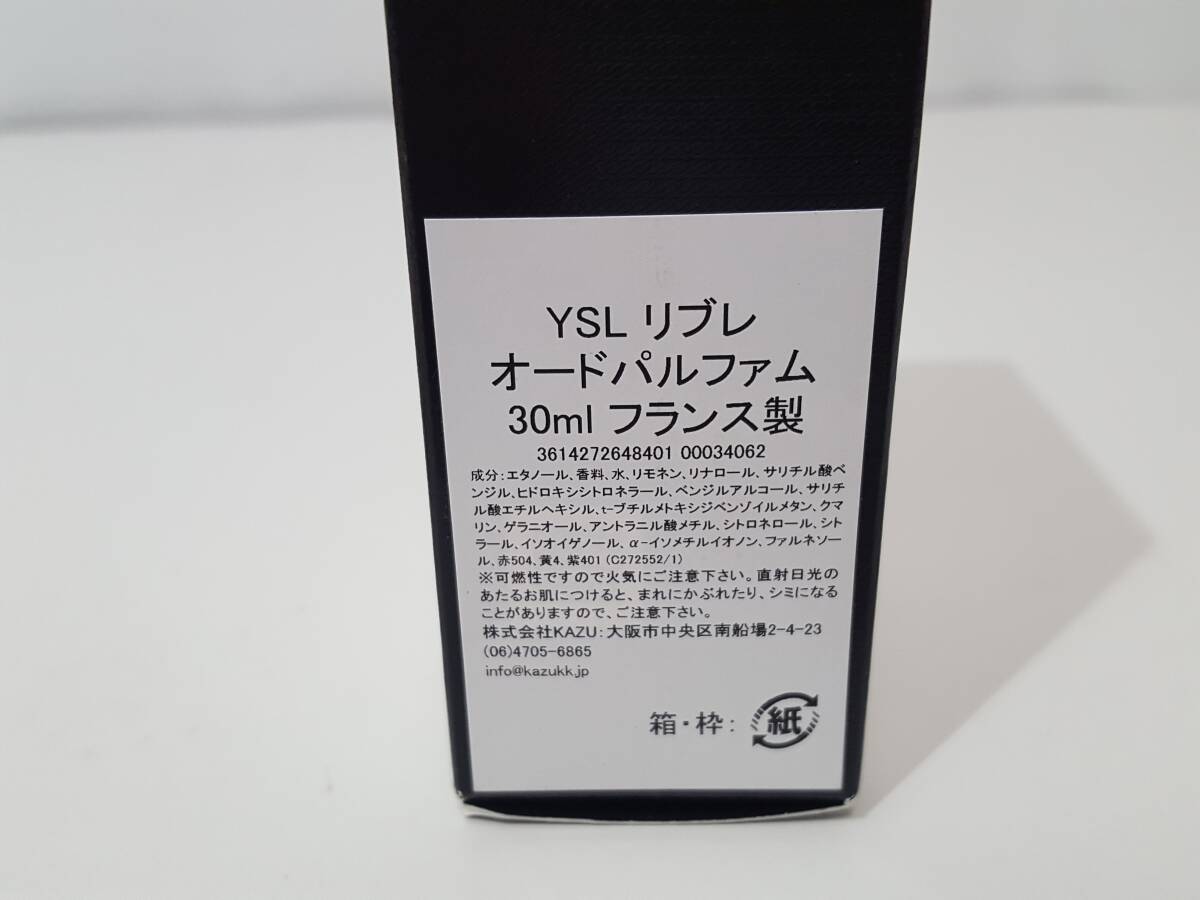 YSL リブレ
オードパルファム
30ml フランス製
3614272648401 00034062
成分:エタノール、香料、水、リモネン、リナロール、サリチル酸ベ
ンジル、ヒドロキシシトロネラール、ベンジルアルコール、サリチ
ル酸エチルヘキシル、t-ブチルメトキシジベンゾイルメタン、クマ
リン、ゲラニオール、アントラニル酸メチル、シトロネロール、シト
ラール、イソオイゲノール、α-イソメチルイオノン、ファルネソー
ル、赤504、黄4、紫401 (C272552/1)
※可燃性ですので火気にご注意下さい。直射日光の
あたるお肌につけると、まれにかぶれたり、シミになる
ことがありますので、ご注意下さい。
株式会社KAZU:大阪市中央区南船場2-4-23
(06)4705-6865
info@kazukk.jp
箱・枠: 紙